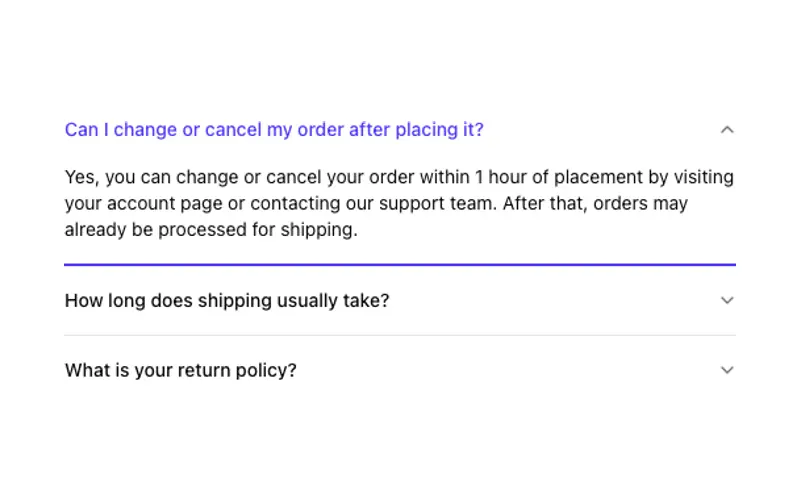 Can I change or cancel my order after placing it?
Yes, you can change or cancel your order within 1 hour of placement by visiting
your account page or contacting our support team. After that, orders may
already be processed for shipping.
How long does shipping usually take?
What is your return policy?